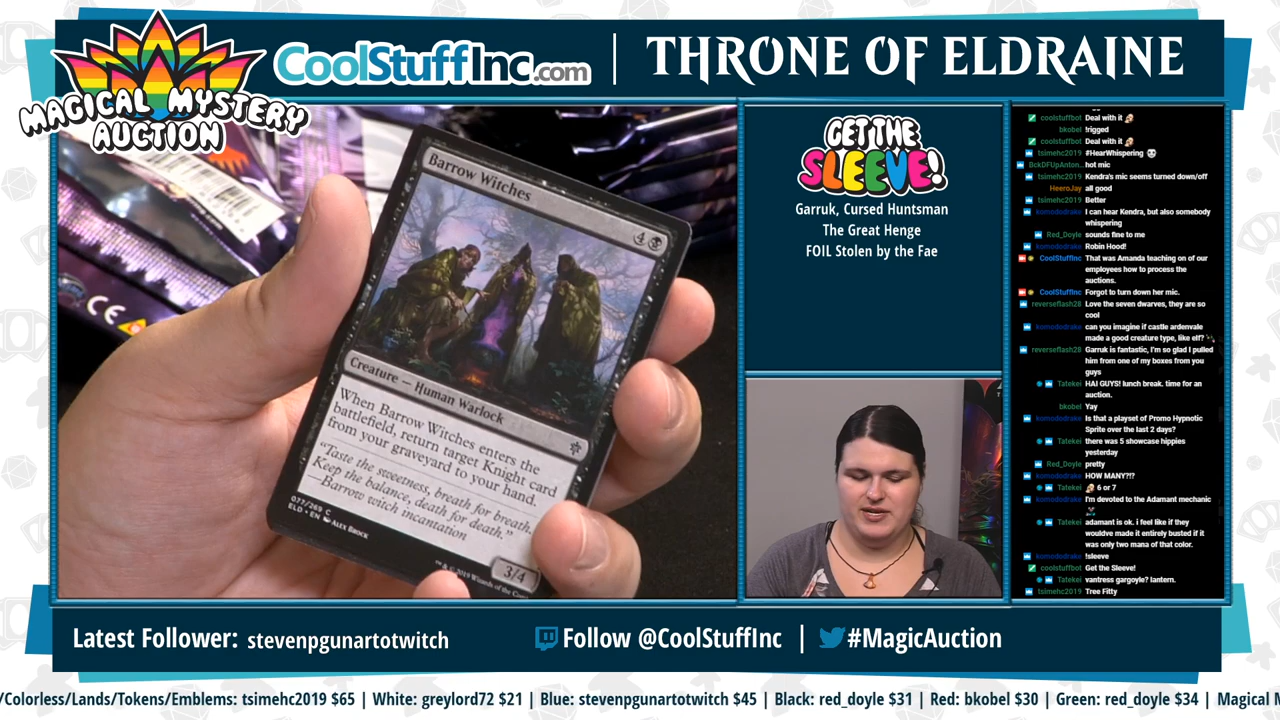 MAGICAL MYSTERY
AUCTION
COOLSTUFFINC.com
THRONE OF ELDRAINE
Barrow Witches
4
Creature — Human Warlock
When Barrow Witches enters the
battlefield, return target Knight card
from your graveyard to your hand.
"Taste the sweetness, breath for breath.
Keep the balance, death for death."
—Barrow witch incantation
077/269 C
ELD • EN ALEX BROCK
3/4
CE
GET THE
SLEEVE!
Garruk, Cursed Huntsman
The Great Henge
FOIL Stolen by the Fae
coolstuffbot Deal with it
bkobel !rigged
coolstuffbot Deal with it
tsimehc2019 #HearWhispering
BckDFUpAnton... hot mic
tsimehc2019 Kendra's mic seems turned down/off
HeeroJay all good
tsimehc2019 Better
komododrake I can hear Kendra, but also somebody
whispering
Red_Doyle sounds fine to me
komododrake Robin Hood!
CoolStuffInc That was Amanda teaching on of our
employees how to process the
auctions.
CoolStuffInc Forgot to turn down her mic.
reverseflash28 Love the seven dwarves, they are so
cool
komododrake can you imagine if castle ardenvale
made a good creature type, like elf?
reverseflash28 Garruk is fantastic, I'm so glad I pulled
him from one of my boxes from you
guys
Tatekei HAI GUYS! lunch break. time for an
auction.
bkobel Yay
komododrake Is that a playset of Promo Hypnotic
Sprite over the last 2 days?
Tatekei there was 5 showcase hippies
yesterday
Red_Doyle pretty
komododrake HOW MANY?!?
Tatekei 6 or 7
komododrake I'm devoted to the Adamant mechanic
Tatekei adamant is ok. i feel like if they
wouldve made it entirely busted if it
was only two mana of that color.
komododrake !sleeve
coolstuffbot Get the Sleeve!
Tatekei vantress gargoyle? lantern.
tsimehc2019 Tree Fitty
Latest Follower: stevenpgunartotwitch
Follow @CoolStuffInc | #MagicAuction
/Colorless/Lands/Tokens/Emblems: tsimehc2019 $65 | White: greylord72 $21 | Blue: stevenpgunartotwitch $45 | Black: red_doyle $31 | Red: bkobel $30 | Green: red_doyle $34 | Magical M